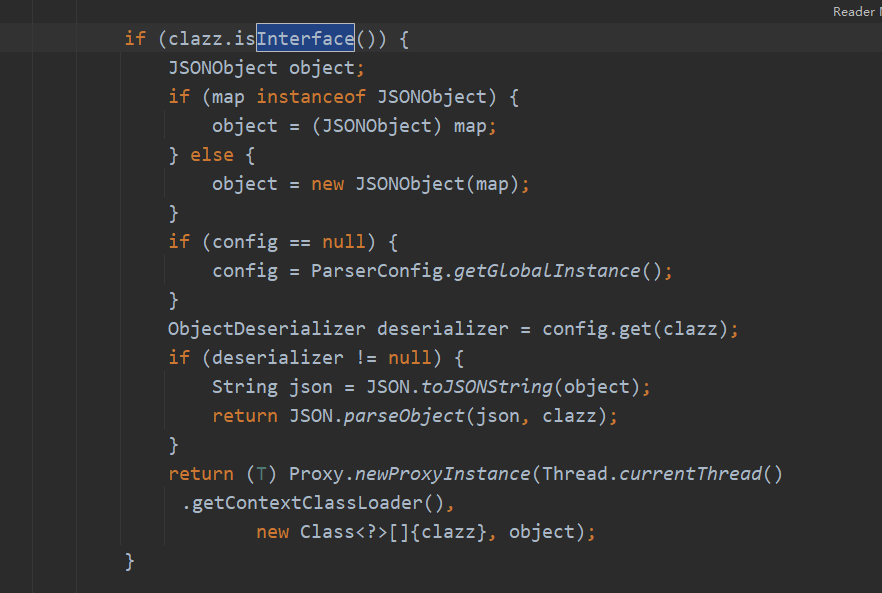 Reader
if (clazz.isInterface()) {
JSONObject object;
if (map instanceof JSONObject) {
object = (JSONObject) map;
} else {
object = new JSONObject(map);
}
if (config == null) {
config = ParserConfig.getGlobalInstance();
}
ObjectDeserializer deserializer = config.get(clazz);
if (deserializer != null) {
String json = JSON.toJSONString(object);
return JSON.parseObject(json, clazz);
}
return (T) Proxy.newProxyInstance(Thread.currentThread()
.getContextClassLoader(),
new Class<?>[]{clazz}, object);
}